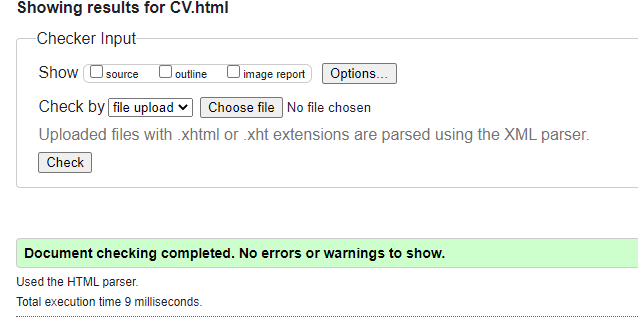 Showing results for CV.html
Checker Input
Show source outline image report Options...
Check by file upload Choose file No file chosen
Uploaded files with .xhtml or .xht extensions are parsed using the XML parser.
Check
Document checking completed. No errors or warnings to show.
Used the HTML parser.
Total execution time 9 milliseconds.